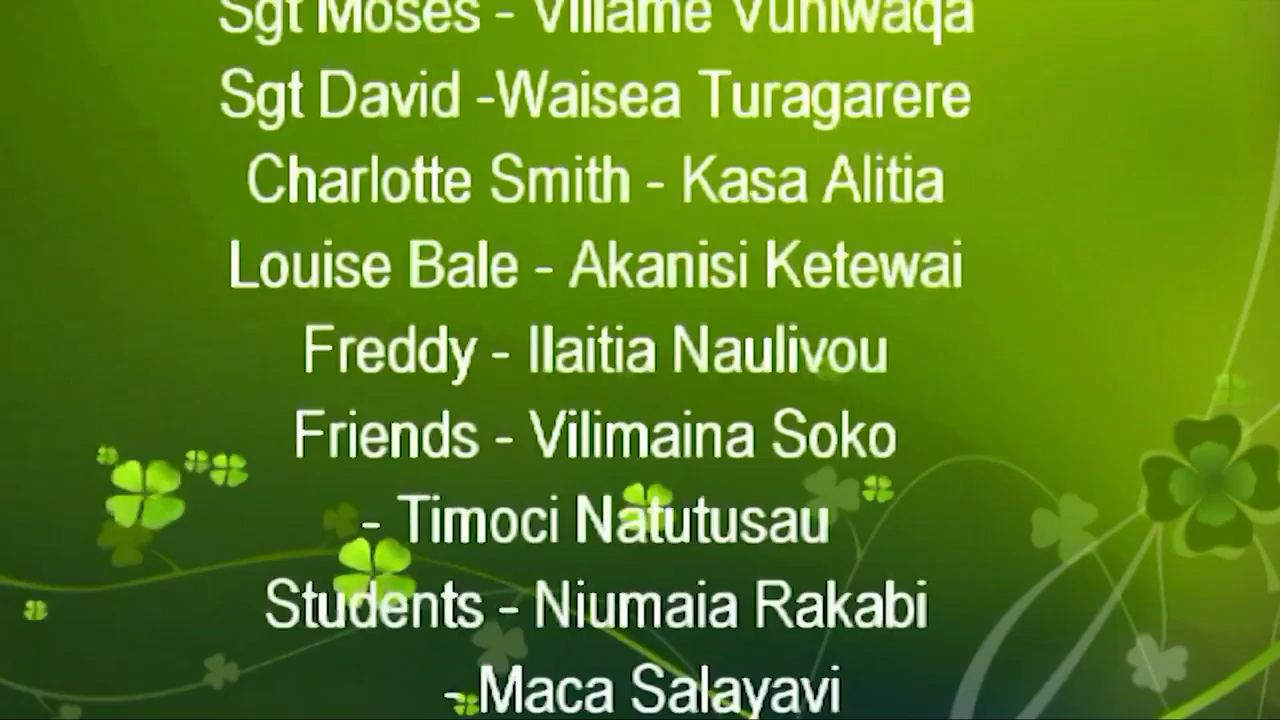 Sgt Moses - Viliame Vuniwaqa
Sgt David -Waisea Turagarere
Charlotte Smith - Kasa Alitia
Louise Bale - Akanisi Ketewai
Freddy - Ilaitia Naulivou
Friends - Vilimaina Soko
- Timoci Natutusau
Students - Niumaia Rakabi
- Maca Salayavi